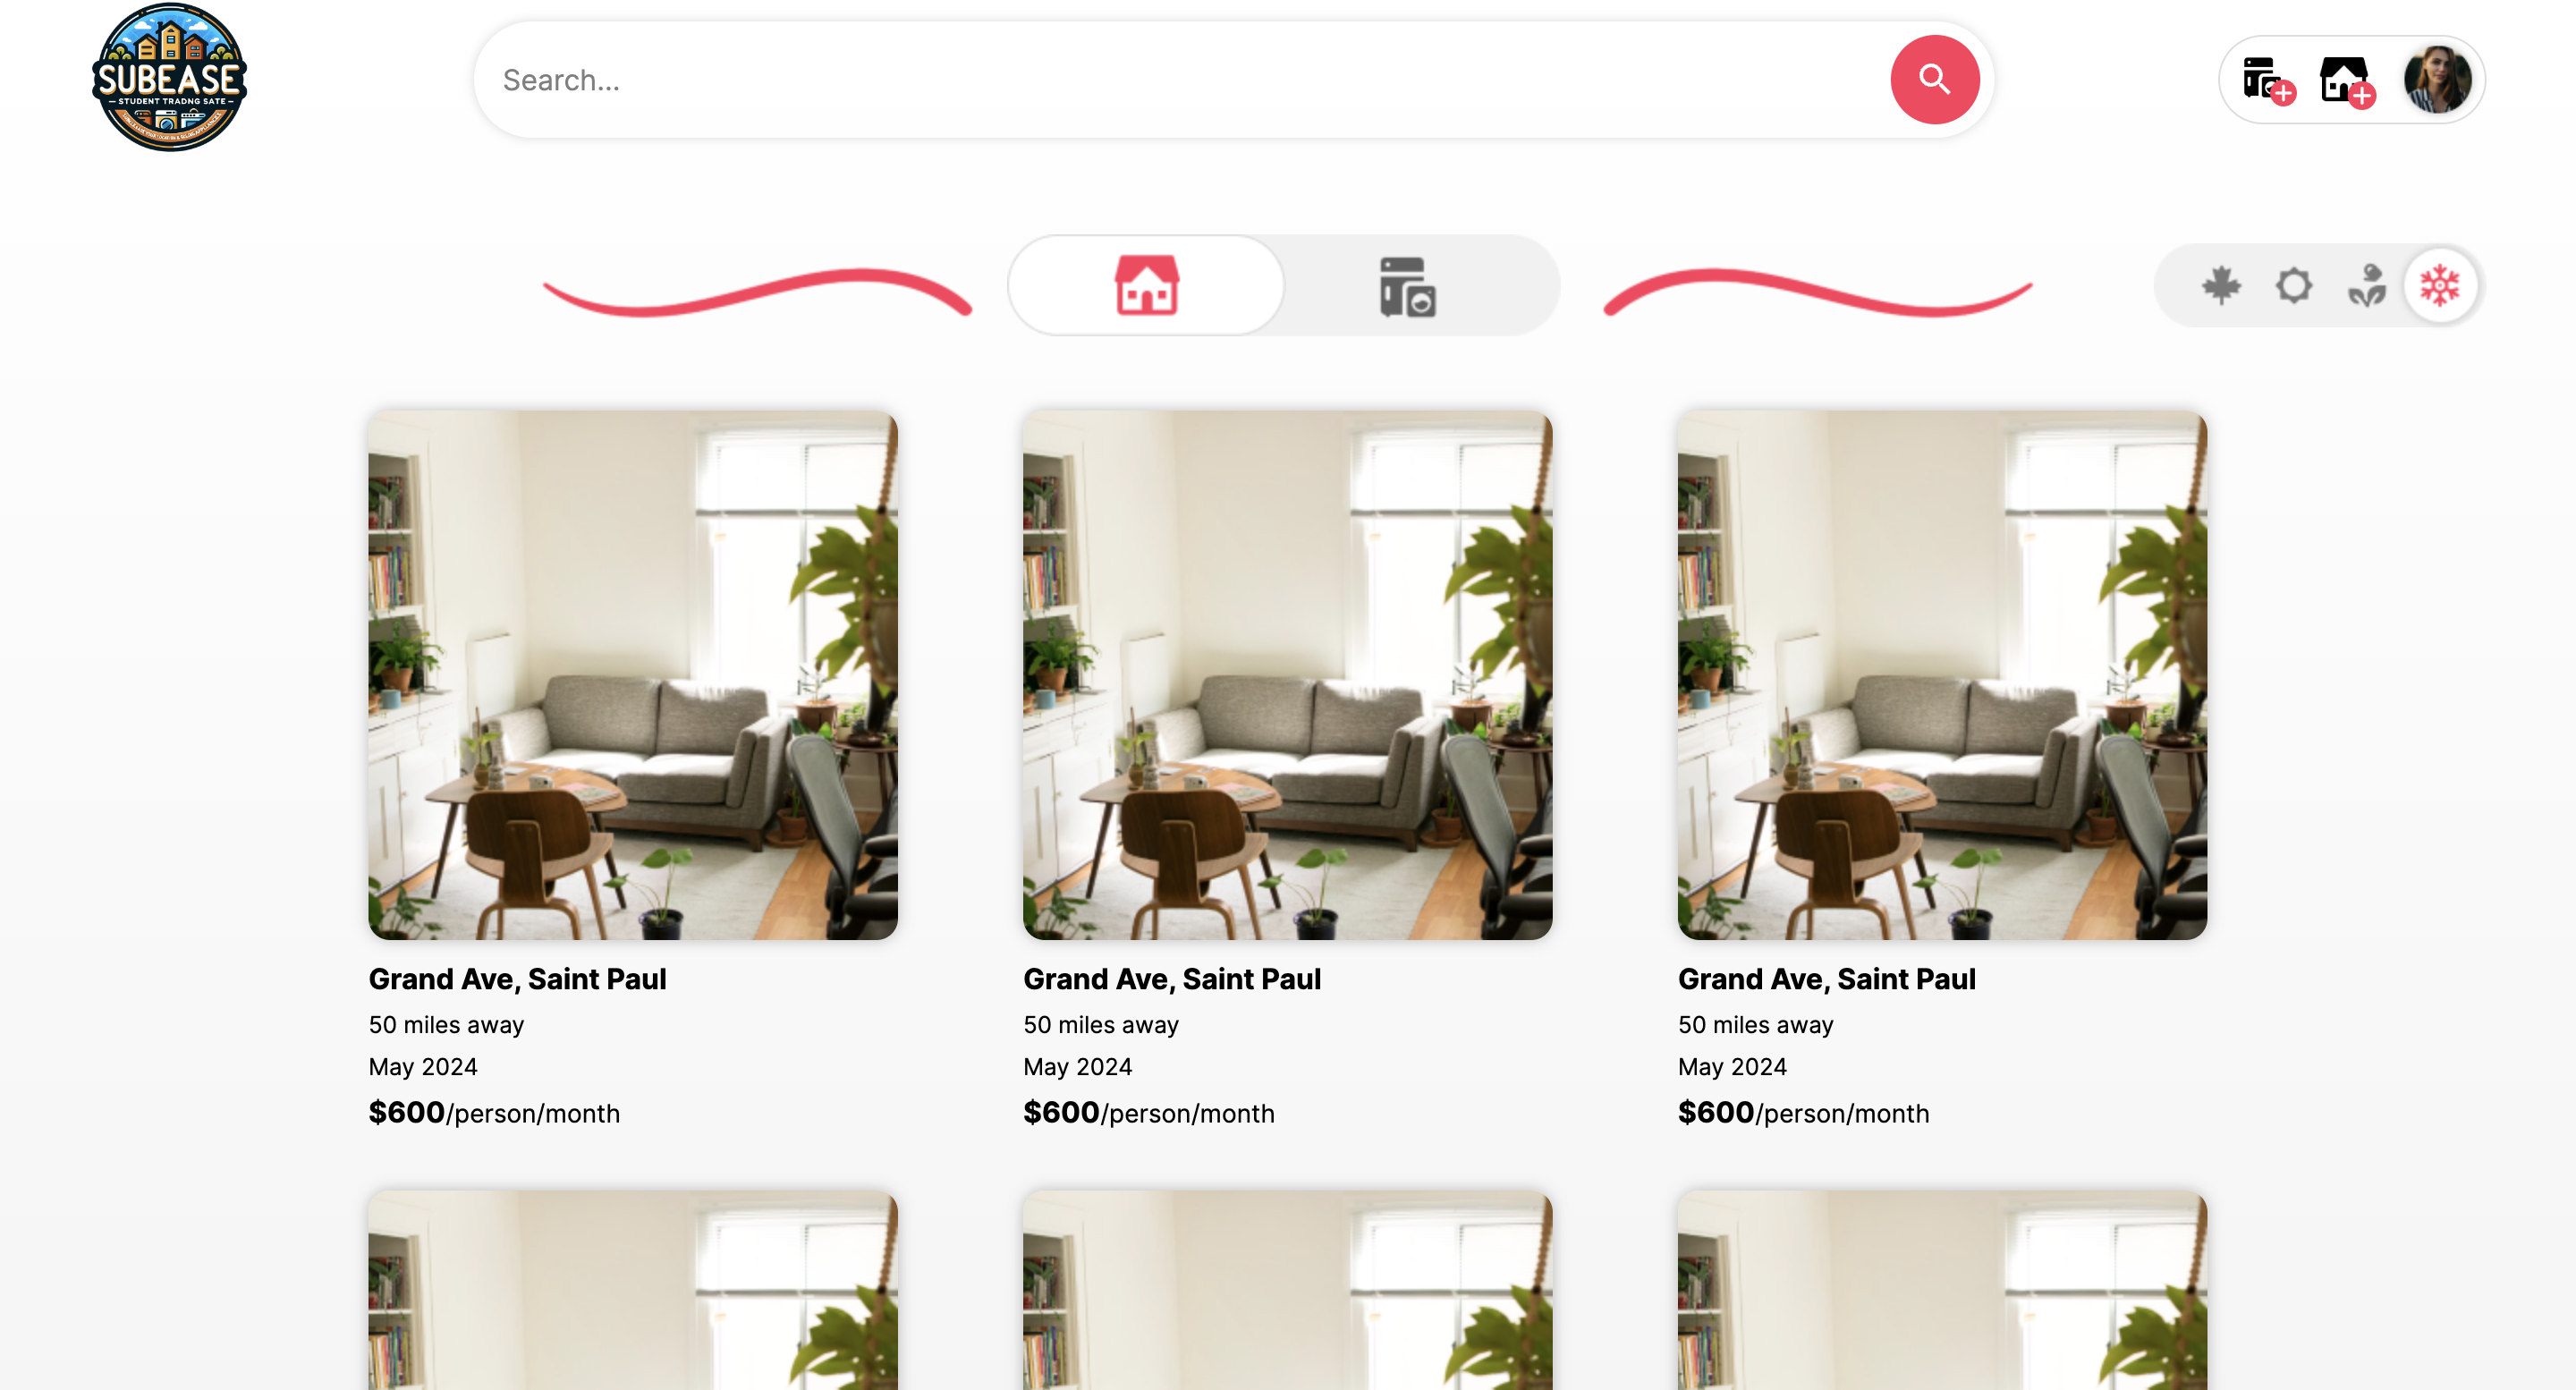 SUBEASE
STUDENT TRADNG SATE
Search...
Grand Ave, Saint Paul
50 miles away
May 2024
$600/person/month
Grand Ave, Saint Paul
50 miles away
May 2024
$600/person/month
Grand Ave, Saint Paul
50 miles away
May 2024
$600/person/month